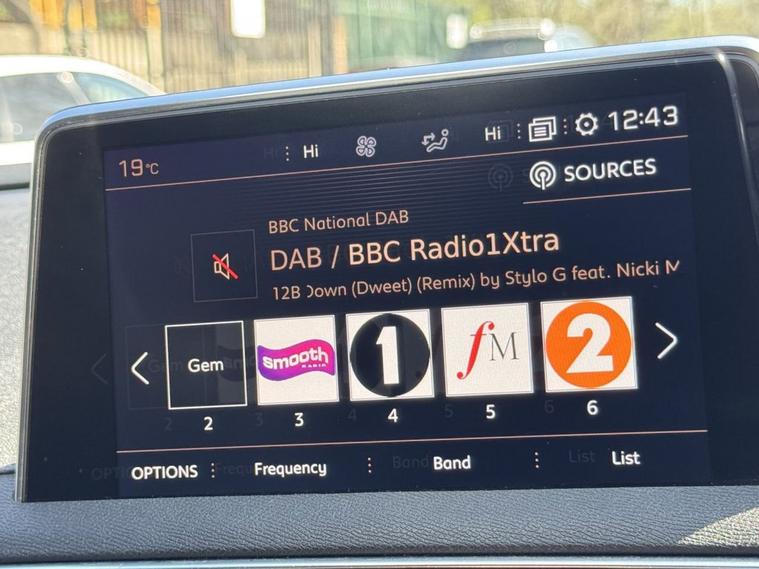 19°C Hi Hi 12:43
SOURCES
BBC National DAB
DAB / BBC Radio1Xtra
12B Down (Dweet) (Remix) by Stylo G feat. Nicki M
Gem smooth RADIO 1 fM 2
2 3 4 5 6
OPTIONS Frequency Band List